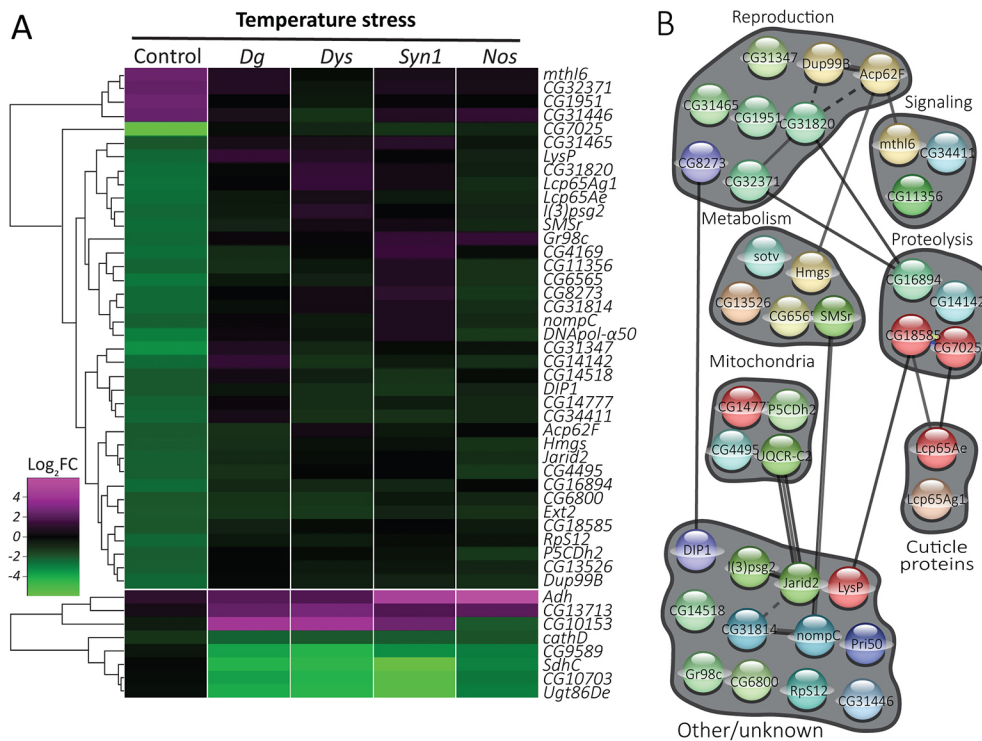 A
Temperature stress
Control Dg Dys Syn1 Nos
mthl6
CG32371
CG1951
CG31446
CG7025
CG31465
LysP
CG31820
Lcp65Ag1
Lcp65Ae
l(3)psg2
SMSr
Gr98c
CG4169
CG11356
CG6565
CG8273
CG31814
nompC
DNApol-α50
CG31347
CG14142
CG14518
DIP1
CG14777
CG34411
Acp62F
Hmgs
Jarid2
CG4495
CG16894
CG6800
Ext2
CG18585
RpS12
P5CDh2
CG13526
Dup99B
Adh
CG13713
CG10153
cathD
CG9589
SdhC
CG10703
Ugt86De
Log2FC
4
2
0
-2
-4
B
Reproduction
CG31347
Dup99B
Acp62F
CG31465
CG1951
CG31820
CG8273
CG32371
Signaling
mthl6
CG34411
CG11356
Metabolism
sotv
Hmgs
CG13526
CG656
SMSr
Proteolysis
CG16894
CG14142
CG18585
CG7025
Mitochondria
CG1477
P5CDh2
CG4495
UQCR-C2
Lcp65Ae
Lcp65Ag1
Cuticle
proteins
DIP1
l(3)psg2
Jarid2
LysP
CG14518
CG31814
nompC
Pri50
Gr98c
CG6800
RpS12
CG31446
Other/unknown